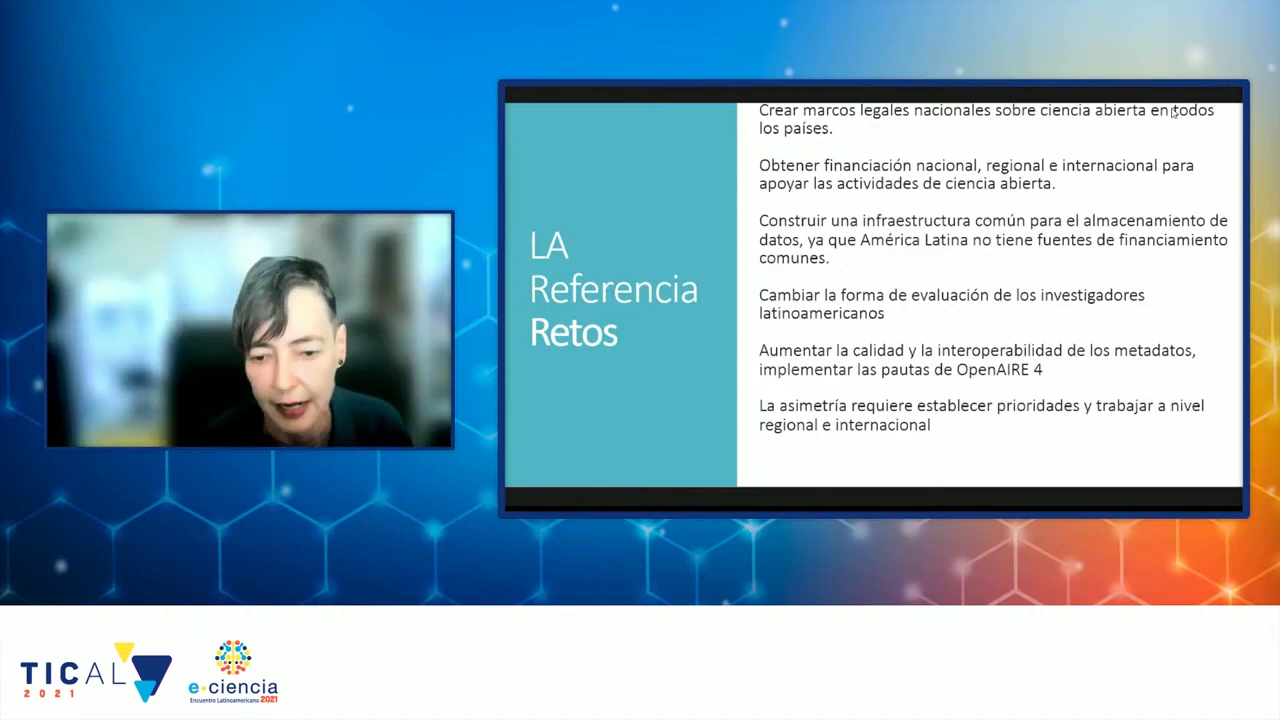 LA
Referencia
Retos
Crear marcos legales nacionales sobre ciencia abierta en todos
los países.
Obtener financiación nacional, regional e internacional para
apoyar las actividades de ciencia abierta.
Construir una infraestructura común para el almacenamiento de
datos, ya que América Latina no tiene fuentes de financiamiento
comunes.
Cambiar la forma de evaluación de los investigadores
latinoamericanos
Aumentar la calidad y la interoperabilidad de los metadatos,
implementar las pautas de OpenAIRE 4
La asimetría requiere establecer prioridades y trabajar a nivel
regional e internacional
TICAL
2021
e-ciencia
Encuentro Latinoamericano 2021